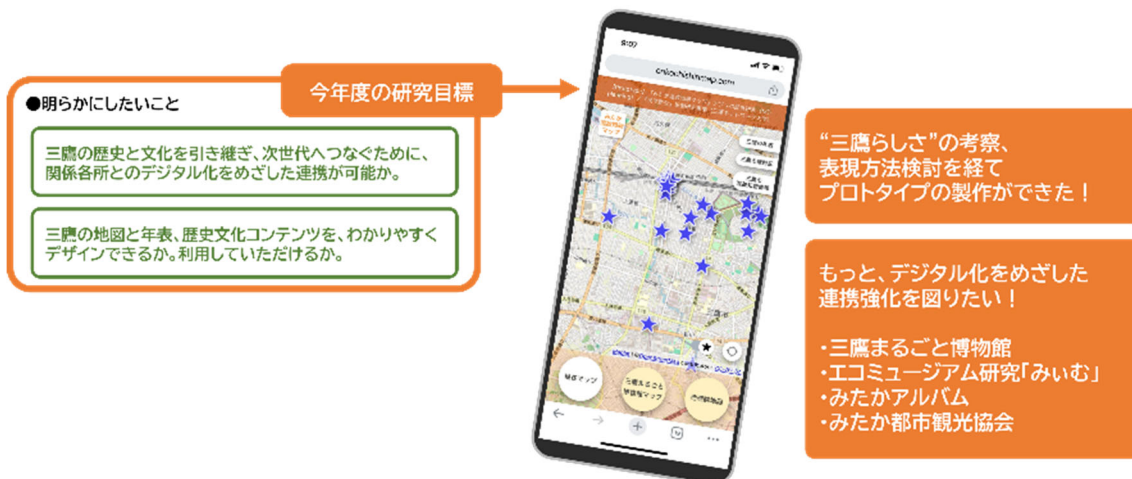 今年度の研究目標
●明らかにしたいこと
三鷹の歴史と文化を引き継ぎ、次世代へつなぐために、
関係各所とのデジタル化をめざした連携が可能か。
三鷹の地図と年表、歴史文化コンテンツを、わかりやすく
デザインできるか。利用していただけるか。
9:07
マップ
"三鷹らしさ"の考察、
表現方法検討を経て
プロトタイプの製作ができた！
もっと、デジタル化をめざした
連携強化を図りたい！
・三鷹まるごと博物館
・エコミュージアム研究「みぃむ」
・みたかアルバム
・みたか都市観光協会